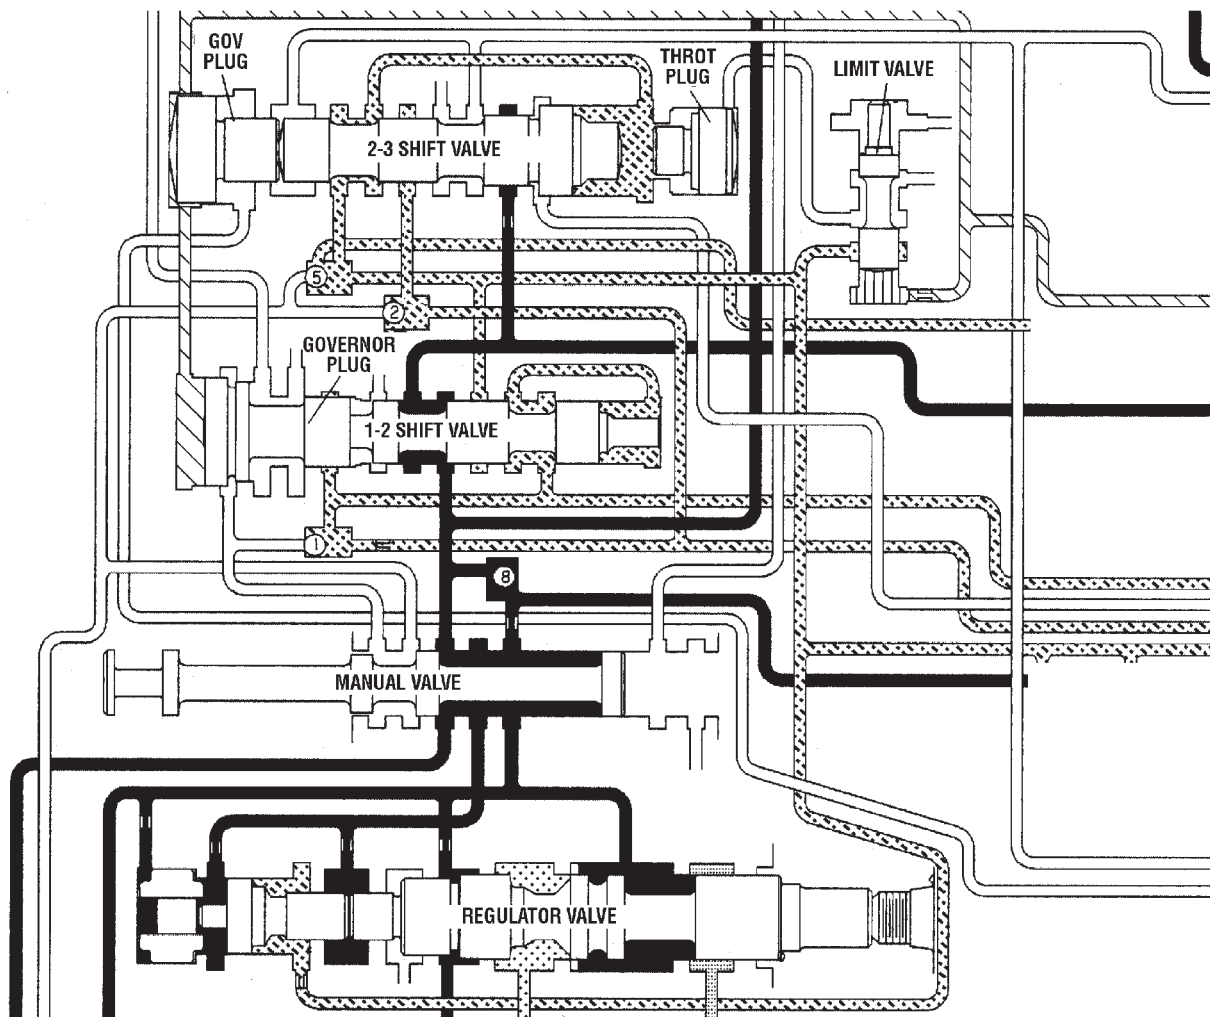 GOV
PLUG
THROT
PLUG
LIMIT VALVE
2-3 SHIFT VALVE
5
2
GOVERNOR
PLUG
1-2 SHIFT VALVE
1
8
MANUAL VALVE
REGULATOR VALVE